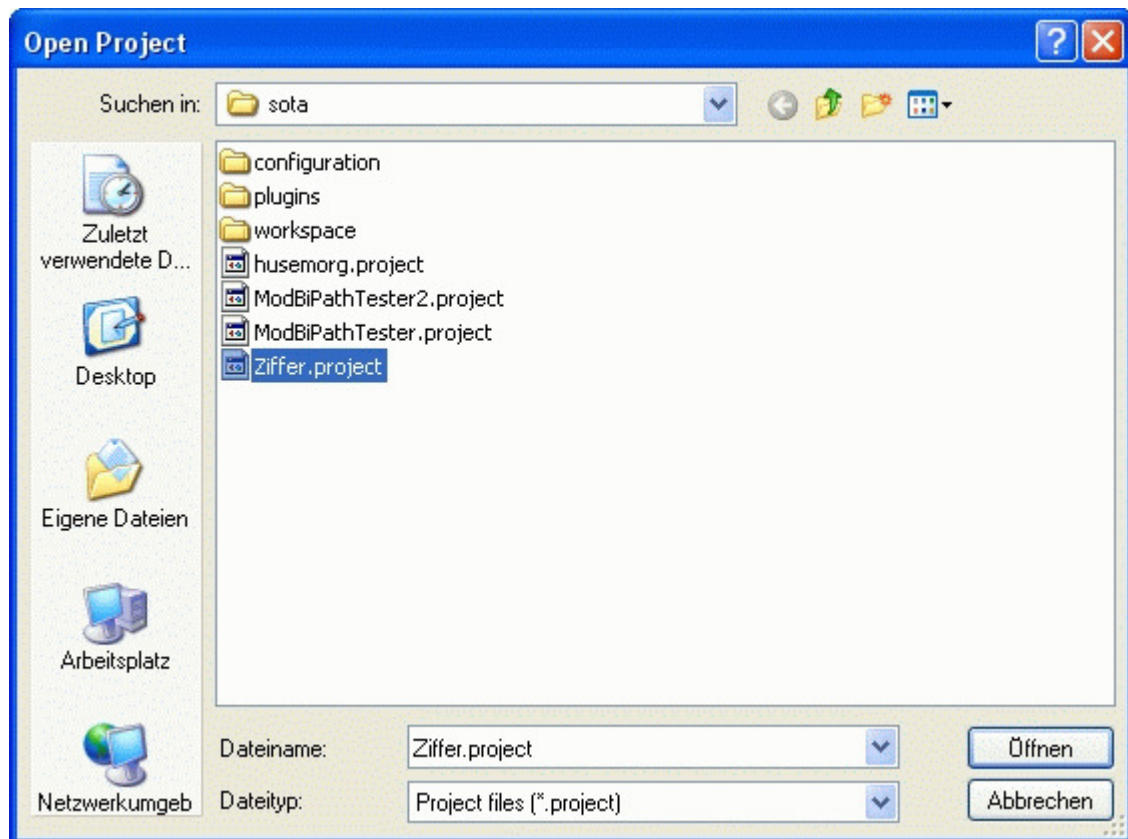 Open Project
Suchen in:
sota
configuration
plugins
workspace
husemorg.project
ModBiPathTester2.project
ModBiPathTester.project
Ziffer.project
Zuletzt
verwendete D...
Desktop
Eigene Dateien
Arbeitsplatz
Netzwerkumgeb
Dateiname:
Ziffer.project
Öffnen
Dateityp:
Project files (*.project)
Abbrechen